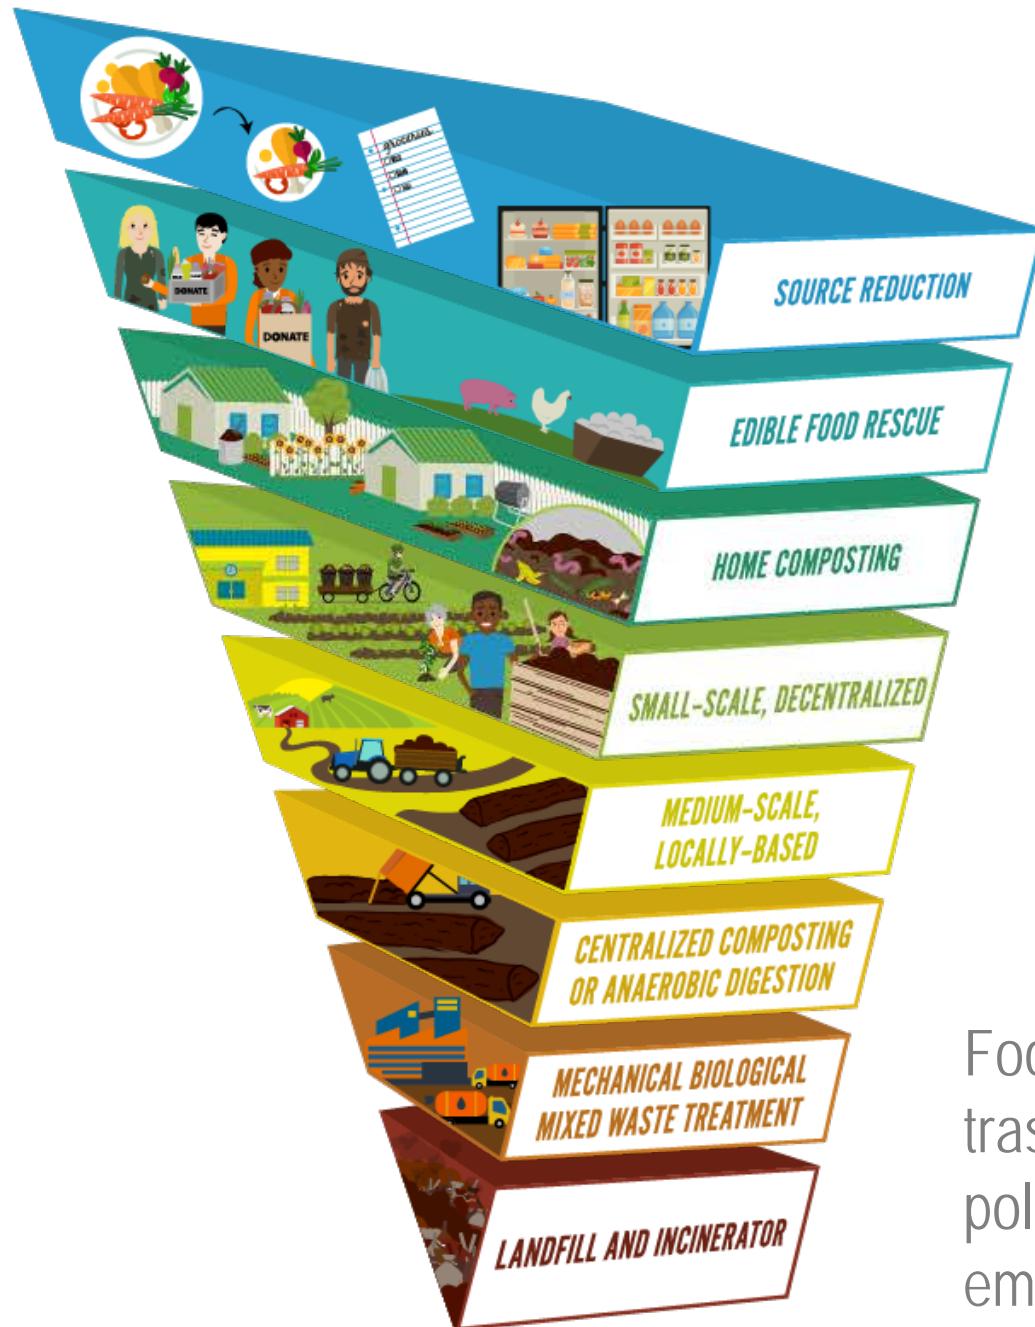 groceries
DONATE
DONATE
SOURCE REDUCTION
EDIBLE FOOD RESCUE
HOME COMPOSTING
SMALL-SCALE, DECENTRALIZED
MEDIUM-SCALE,
LOCALLY-BASED
CENTRALIZED COMPOSTING
OR ANAEROBIC DIGESTION
MECHANICAL BIOLOGICAL
MIXED WASTE TREATMENT
LANDFILL AND INCINERATOR